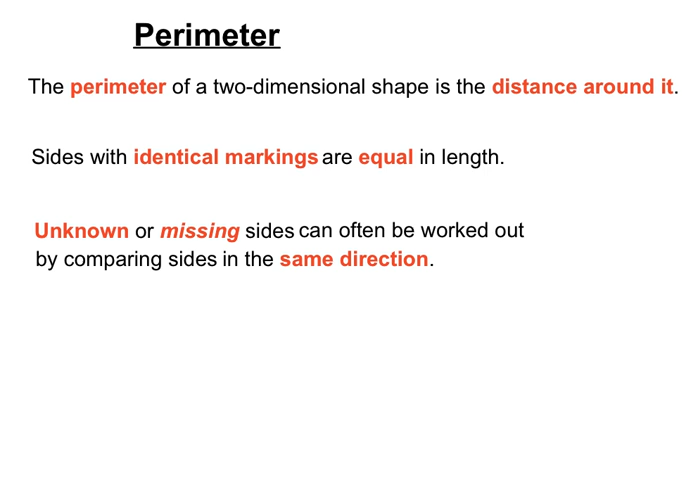 Perimeter
The perimeter of a two-dimensional shape is the distance around it.
Sides with identical markings are equal in length.
Unknown or missing sides can often be worked out
by comparing sides in the same direction.